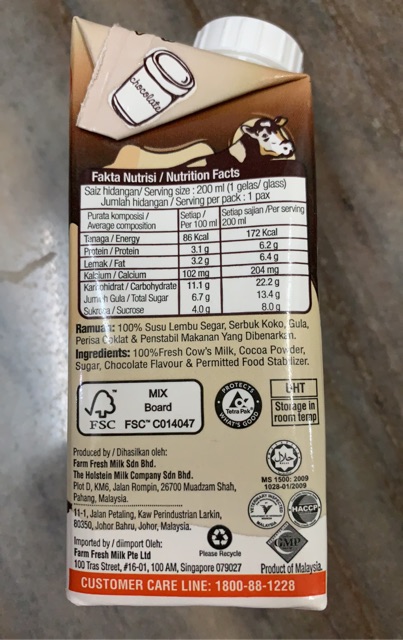 chocolate
Fakta Nutrisi / Nutrition Facts
Saiz hidangan/ Serving size : 200 ml (1 gelas/ glass)
Jumlah hidangan / Serving per pack : 1 pax
Purata komposisi / Average composition Setiap / Per 100 ml Setiap sajian /Per serving 200 ml
Tenaga / Energy 86 Kcal 172 Kcal
Protein / Protein 3.1 g 6.2 g
Lemak / Fat 3.2 g 6.4 g
Kalsium / Calcium 102 mg 204 mg
Karbohidrat / Carbohydrate 11.1 g 22.2 g
Jumlah Gula / Total Sugar 6.7 g 13.4 g
Sukrosa / Sucrose 4.0 g 8.0 g
Ramuan: 100% Susu Lembu Segar, Serbuk Koko, Gula,
Perisa Coklat & Penstabil Makanan Yang Dibenarkan.
Ingredients: 100%Fresh Cow's Milk, Cocoa Powder,
Sugar, Chocolate Flavour & Permitted Food Stabilizer.
FSC
MIX
Board
FSC™ C014047
PROTECTS
Tetra Pak®
WHAT'S GOOD
UHT
Storage in
room temp
Produced by / Dihasilkan oleh:
Farm Fresh Milk Sdn Bhd.
The Holstein Milk Company Sdn Bhd.
Plot D, KM6, Jalan Rompin, 26700 Muadzam Shah,
Pahang, Malaysia.
11-1, Jalan Petaling, Kaw Perindustrian Larkin,
80350, Johor Bahru, Johor, Malaysia.
Imported by / diimport Oleh:
Farm Fresh Milk Pte Ltd
100 Tras Street, #16-01, 100 AM, Singapore 079027
Please Recycle
حلال
MS 1500: 2009
1028-01/2009
MALAYSIA
HACCP
GMP
Product of Malaysia
CUSTOMER CARE LINE: 1800-88-1228